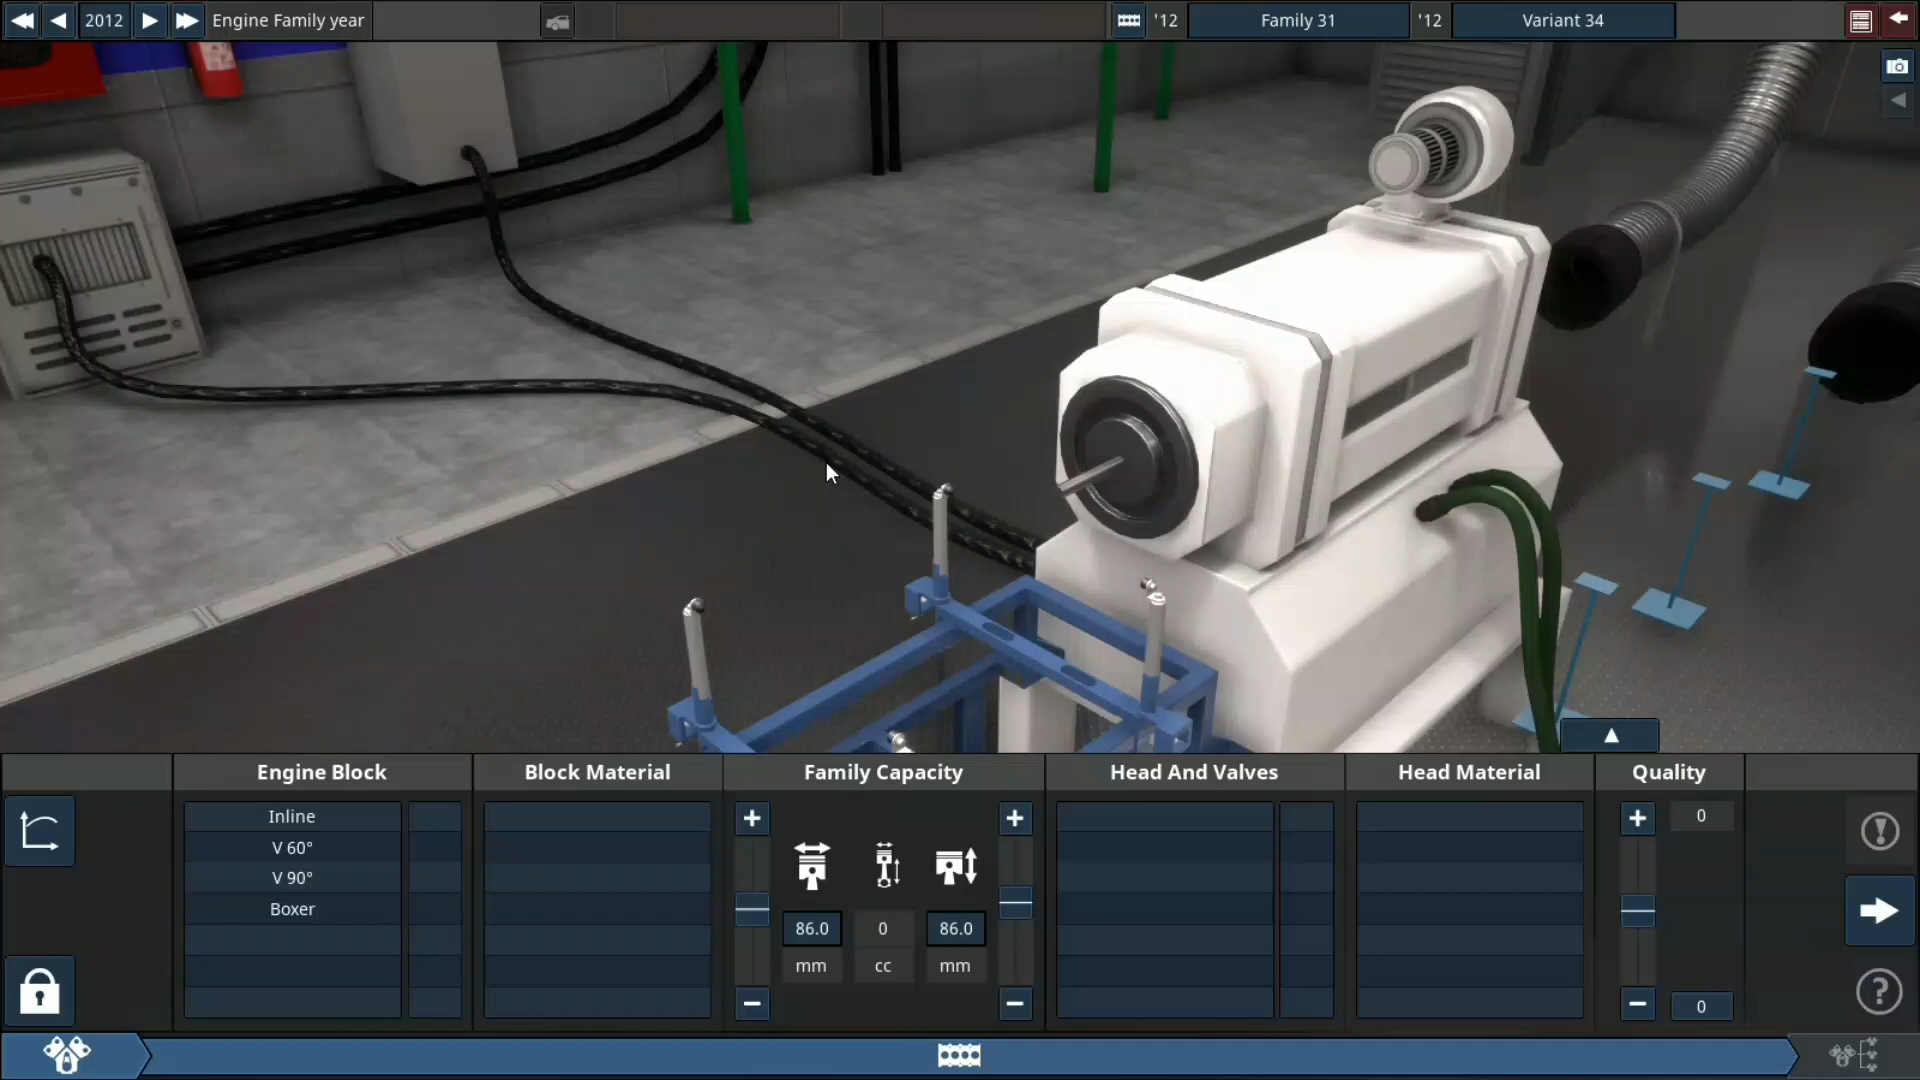 2012
Engine Family year
'12
Family 31
'12
Variant 34
Engine Block
Block Material
Family Capacity
Head And Valves
Head Material
Quality
Inline
V 60°
V 90°
Boxer
86.0
0
86.0
mm
cc
mm
0
0